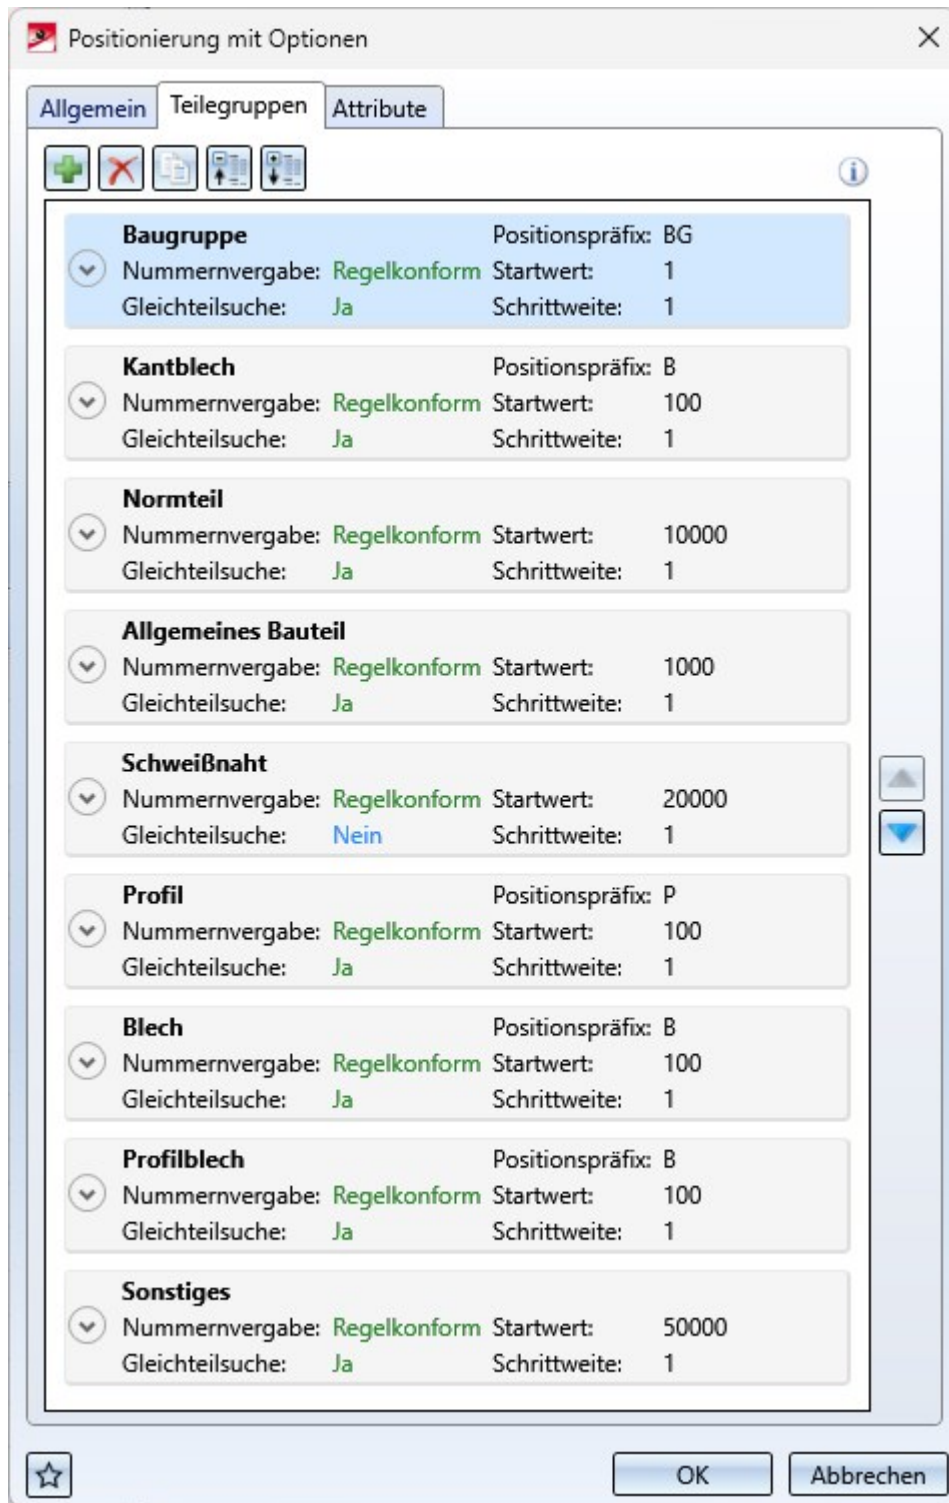 Positionierung mit Optionen
Allgemein Teilegruppen Attribute
Baugruppe Positionspräfix: BG
Nummernvergabe: Regelkonform Startwert: 1
Gleichteilsuche: Ja Schrittweite: 1
Kantblech Positionspräfix: B
Nummernvergabe: Regelkonform Startwert: 100
Gleichteilsuche: Ja Schrittweite: 1
Normteil
Nummernvergabe: Regelkonform Startwert: 10000
Gleichteilsuche: Ja Schrittweite: 1
Allgemeines Bauteil
Nummernvergabe: Regelkonform Startwert: 1000
Gleichteilsuche: Ja Schrittweite: 1
Schweißnaht
Nummernvergabe: Regelkonform Startwert: 20000
Gleichteilsuche: Nein Schrittweite: 1
Profil Positionspräfix: P
Nummernvergabe: Regelkonform Startwert: 100
Gleichteilsuche: Ja Schrittweite: 1
Blech Positionspräfix: B
Nummernvergabe: Regelkonform Startwert: 100
Gleichteilsuche: Ja Schrittweite: 1
Profilblech Positionspräfix: B
Nummernvergabe: Regelkonform Startwert: 100
Gleichteilsuche: Ja Schrittweite: 1
Sonstiges
Nummernvergabe: Regelkonform Startwert: 50000
Gleichteilsuche: Ja Schrittweite: 1
OK Abbrechen